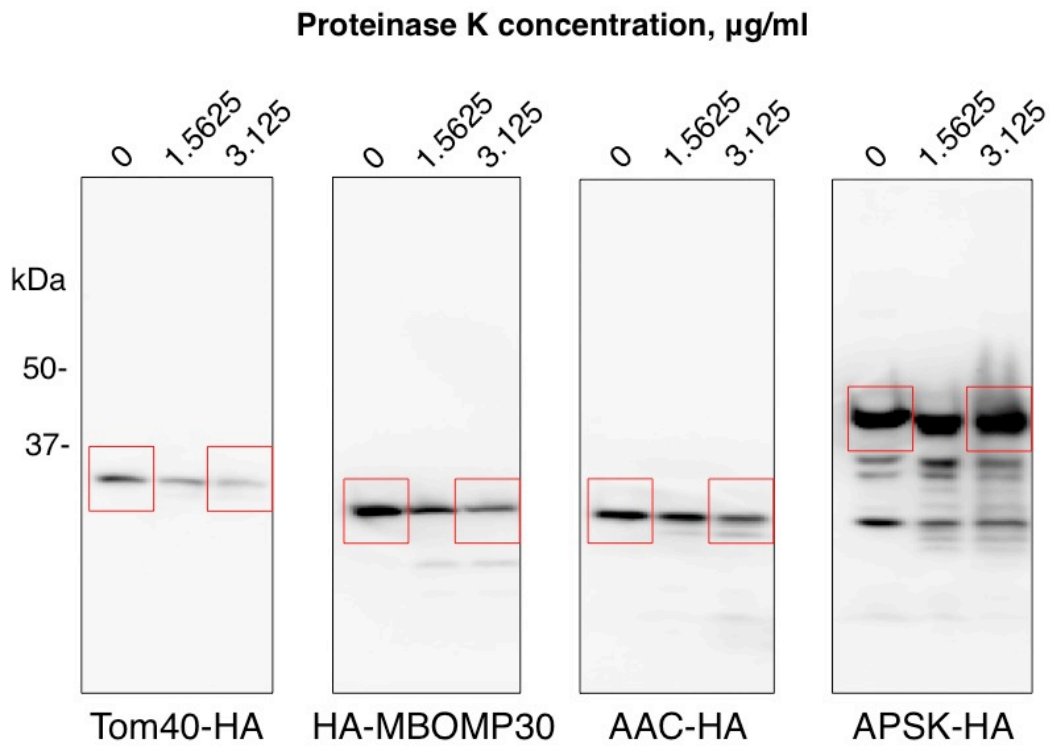 Proteinase K concentration, µg/ml
0 1.5625 3.125 0 1.5625 3.125 0 1.5625 3.125 0 1.5625 3.125
kDa
50-
37-
Tom40-HA HA-MBOMP30 AAC-HA APSK-HA